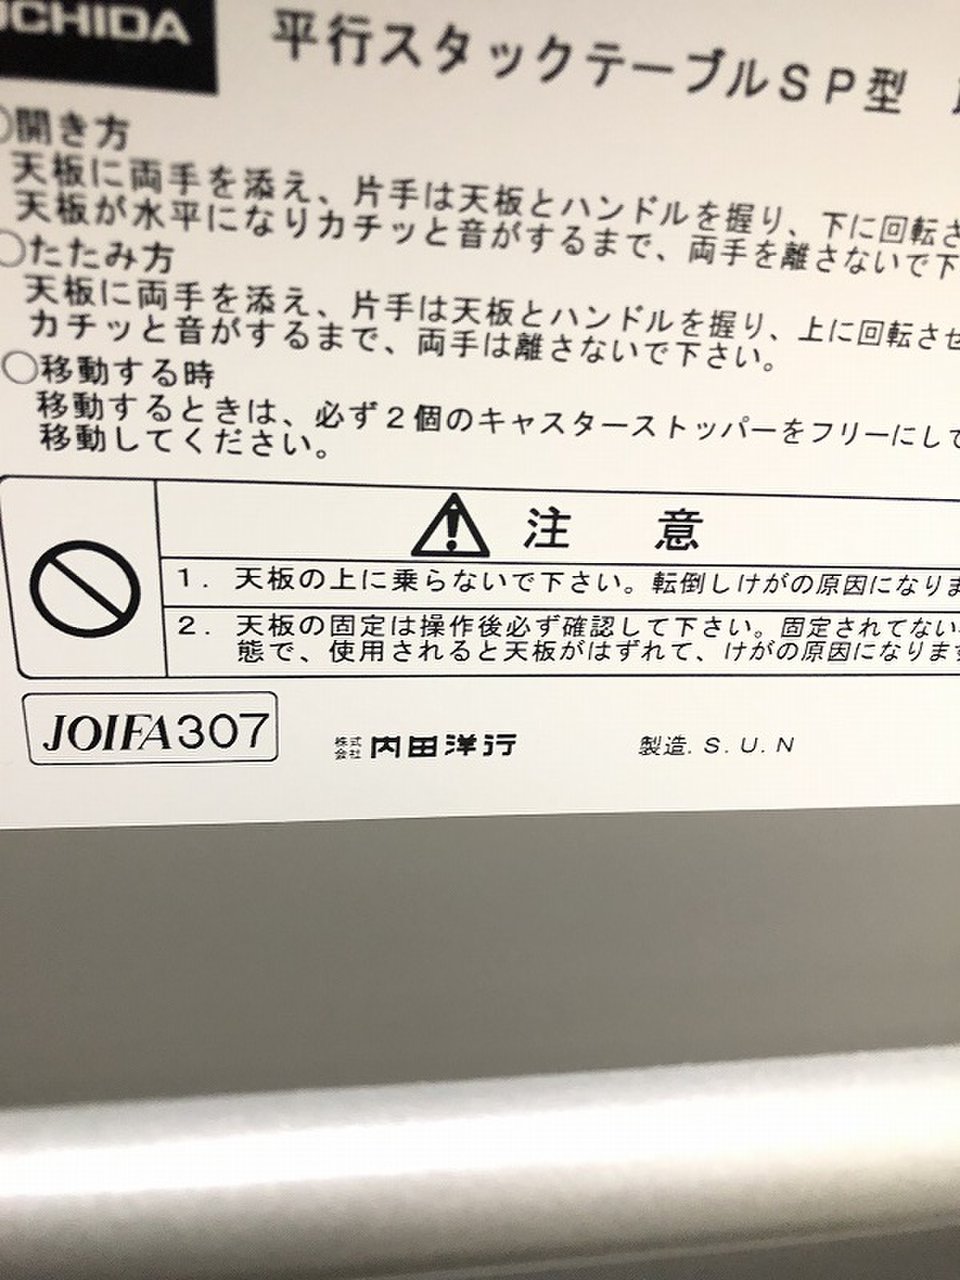 UCHIDA
平行スタックテーブルSP型
○開き方
天板に両手を添え、片手は天板とハンドルを握り、下に回転さ
天板が水平になりカチッと音がするまで、両手を離さないで下
○たたみ方
天板に両手を添え、片手は天板とハンドルを握り、上に回転させ
カチッと音がするまで、両手は離さないで下さい。
○移動する時
移動するときは、必ず2個のキャスターストッパーをフリーにして
移動してください。
注 意
1. 天板の上に乗らないで下さい。転倒しけがの原因になりま
2. 天板の固定は操作後必ず確認して下さい。固定されてない
態で、使用されると天板がはずれて、けがの原因になります
JOIFA307
株式会社 内田洋行
製造. S. U. N